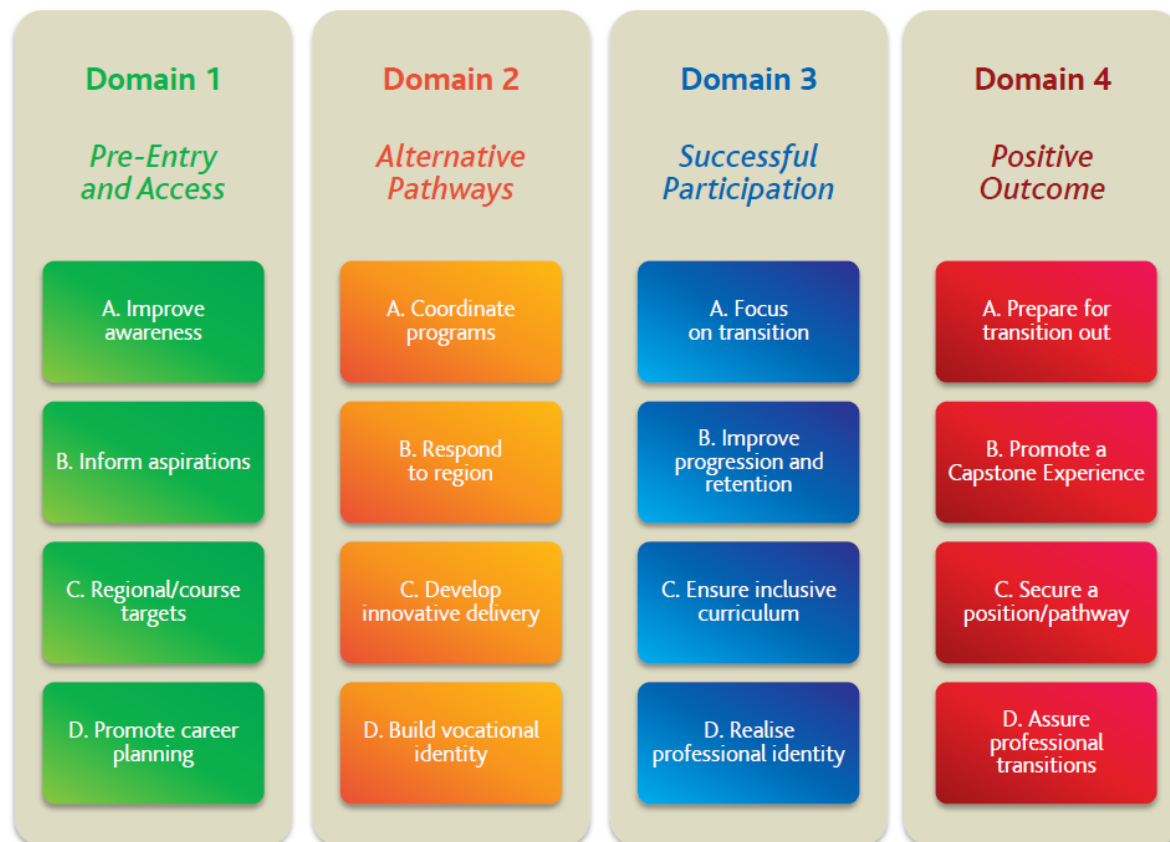 Domain 1
Pre-Entry
and Access
A. Improve
awareness
B. Inform aspirations
C. Regional/course
targets
D. Promote career
planning
Domain 2
Alternative
Pathways
A. Coordinate
programs
B. Respond
to region
C. Develop
innovative delivery
D. Build vocational
identity
Domain 3
Successful
Participation
A. Focus
on transition
B. Improve
progression and
retention
C. Ensure inclusive
curriculum
D. Realise
professional identity
Domain 4
Positive
Outcome
A. Prepare for
transition out
B. Promote a
Capstone Experience
C. Secure a
position/pathway
D. Assure
professional
transitions